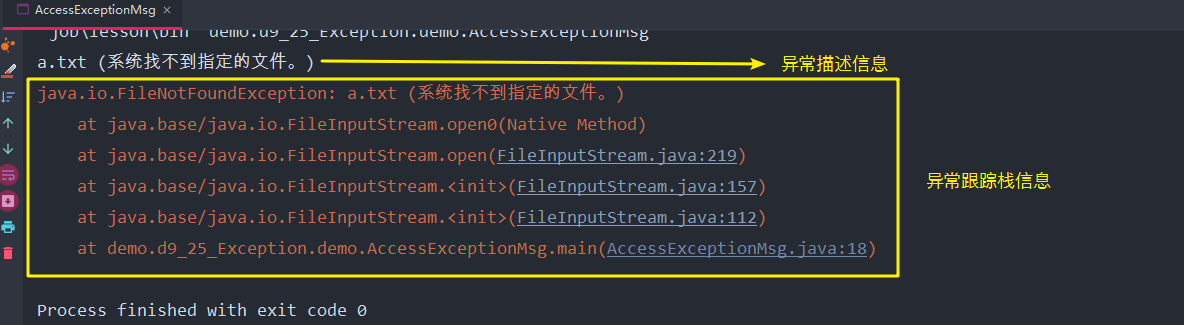 AccessExceptionMsg ×
job\lesson\bin" demo.d9_25_Exception.demo.AccessExceptionMsg
a.txt (系统找不到指定的文件。)
异常描述信息
java.io.FileNotFoundException: a.txt (系统找不到指定的文件。)
at java.base/java.io.FileInputStream.open0(Native Method)
at java.base/java.io.FileInputStream.open(FileInputStream.java:219)
at java.base/java.io.FileInputStream.<init>(FileInputStream.java:157)
at java.base/java.io.FileInputStream.<init>(FileInputStream.java:112)
at demo.d9_25_Exception.demo.AccessExceptionMsg.main(AccessExceptionMsg.java:18)
异常跟踪栈信息
Process finished with exit code 0